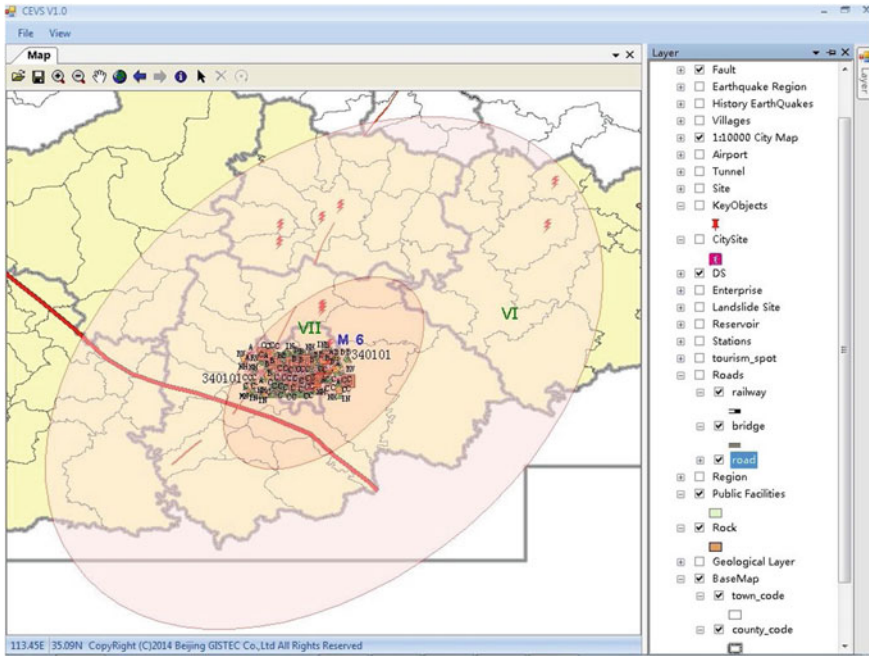 CEVS V1.0
File View
Map
VII
VI
M 6
340101
340101
113.45E 35.09N CopyRight (C)2014 Beijing GISTEC Co.,Ltd All Rights Reserved
Layer
Fault
Earthquake Region
History EarthQuakes
Villages
1:10000 City Map
Airport
Tunnel
Site
KeyObjects
CitySite
DS
Enterprise
Landslide Site
Reservoir
Stations
tourism_spot
Roads
railway
bridge
road
Region
Public Facilities
Rock
Geological Layer
BaseMap
town_code
county_code
Layer